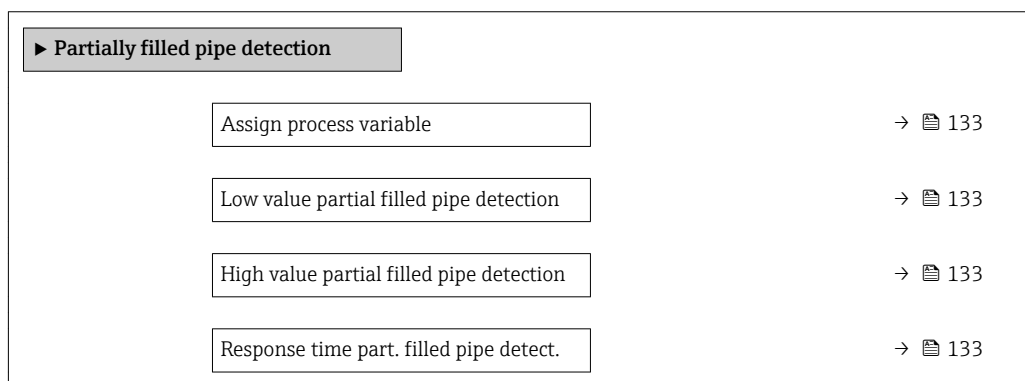 ▶ Partially filled pipe detection
Assign process variable → 133
Low value partial filled pipe detection → 133
High value partial filled pipe detection → 133
Response time part. filled pipe detect. → 133